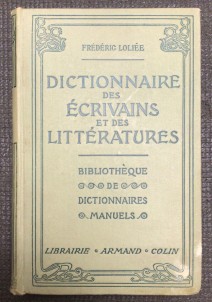 FRÉDÉRIC LOLIÉE
DICTIONNAIRE
DES
ÉCRIVAINS
ET DES
LITTÉRATURES
BIBLIOTHÈQUE
DE
DICTIONNAIRES
MANUELS
LIBRAIRIE • ARMAND • COLIN